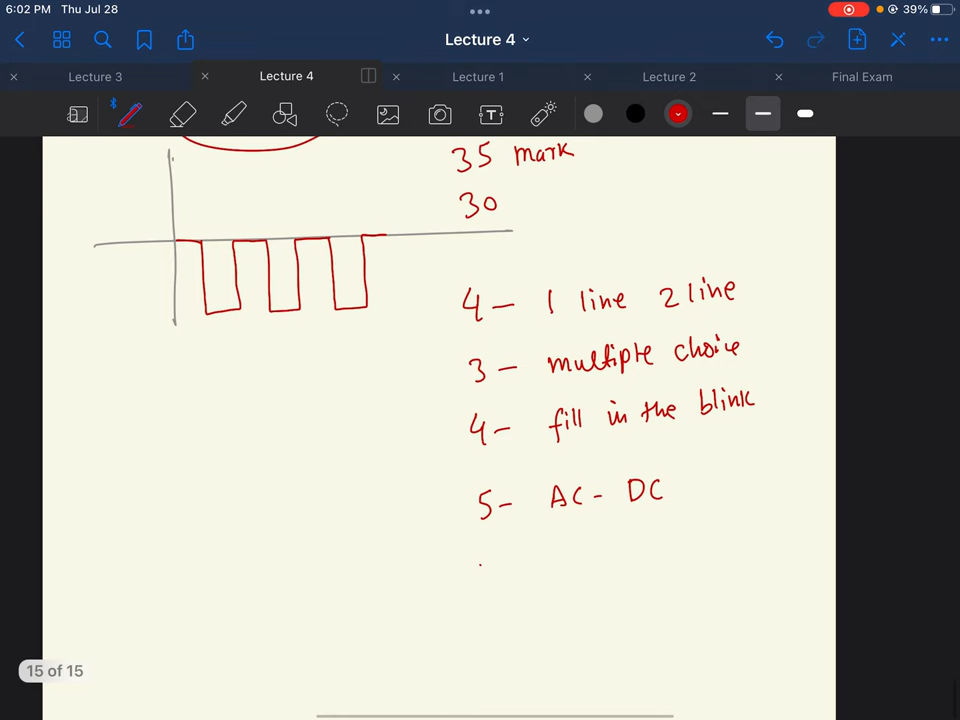 6:02 PM Thu Jul 28
39%
Lecture 4
Lecture 3
Lecture 4
Lecture 1
Lecture 2
Final Exam
T
35 mark
30
4 - 1 line 2 line
3 - multiple choice
4 - fill in the blink
5 - AC - DC
15 of 15